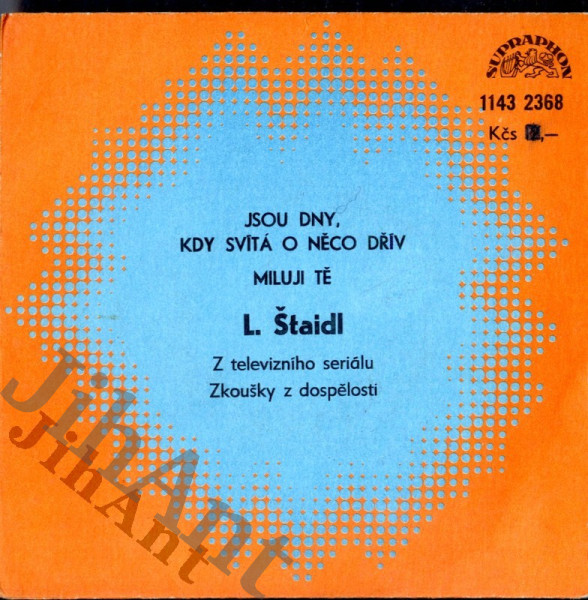 SUPRAPHON
1143 2368
Kčs 12,—
JSOU DNY,
KDY SVÍTÁ O NĚCO DŘÍV
MILUJI TĚ
L. Štaidl
Z televizního seriálu
Zkoušky z dospělosti
JihAnt
JihAnt